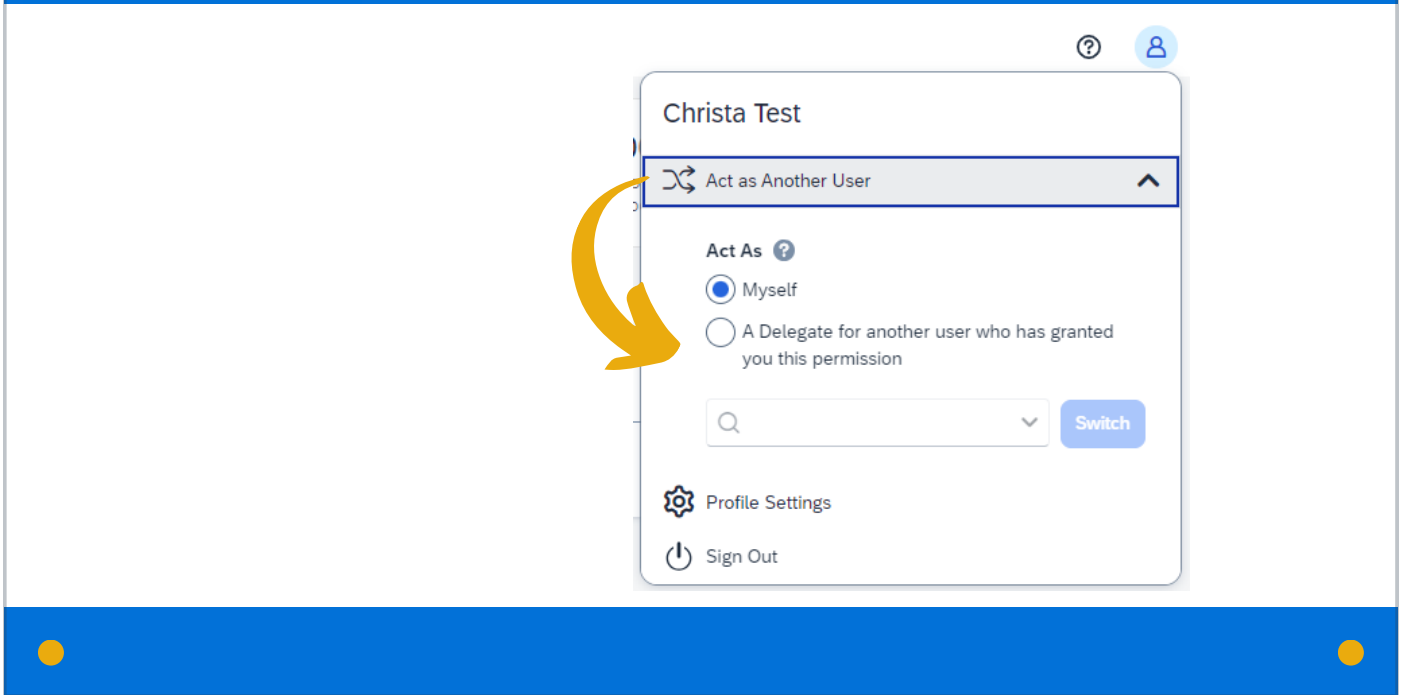 Christa Test
Act as Another User
Act As
Myself
A Delegate for another user who has granted
you this permission
Switch
Profile Settings
Sign Out